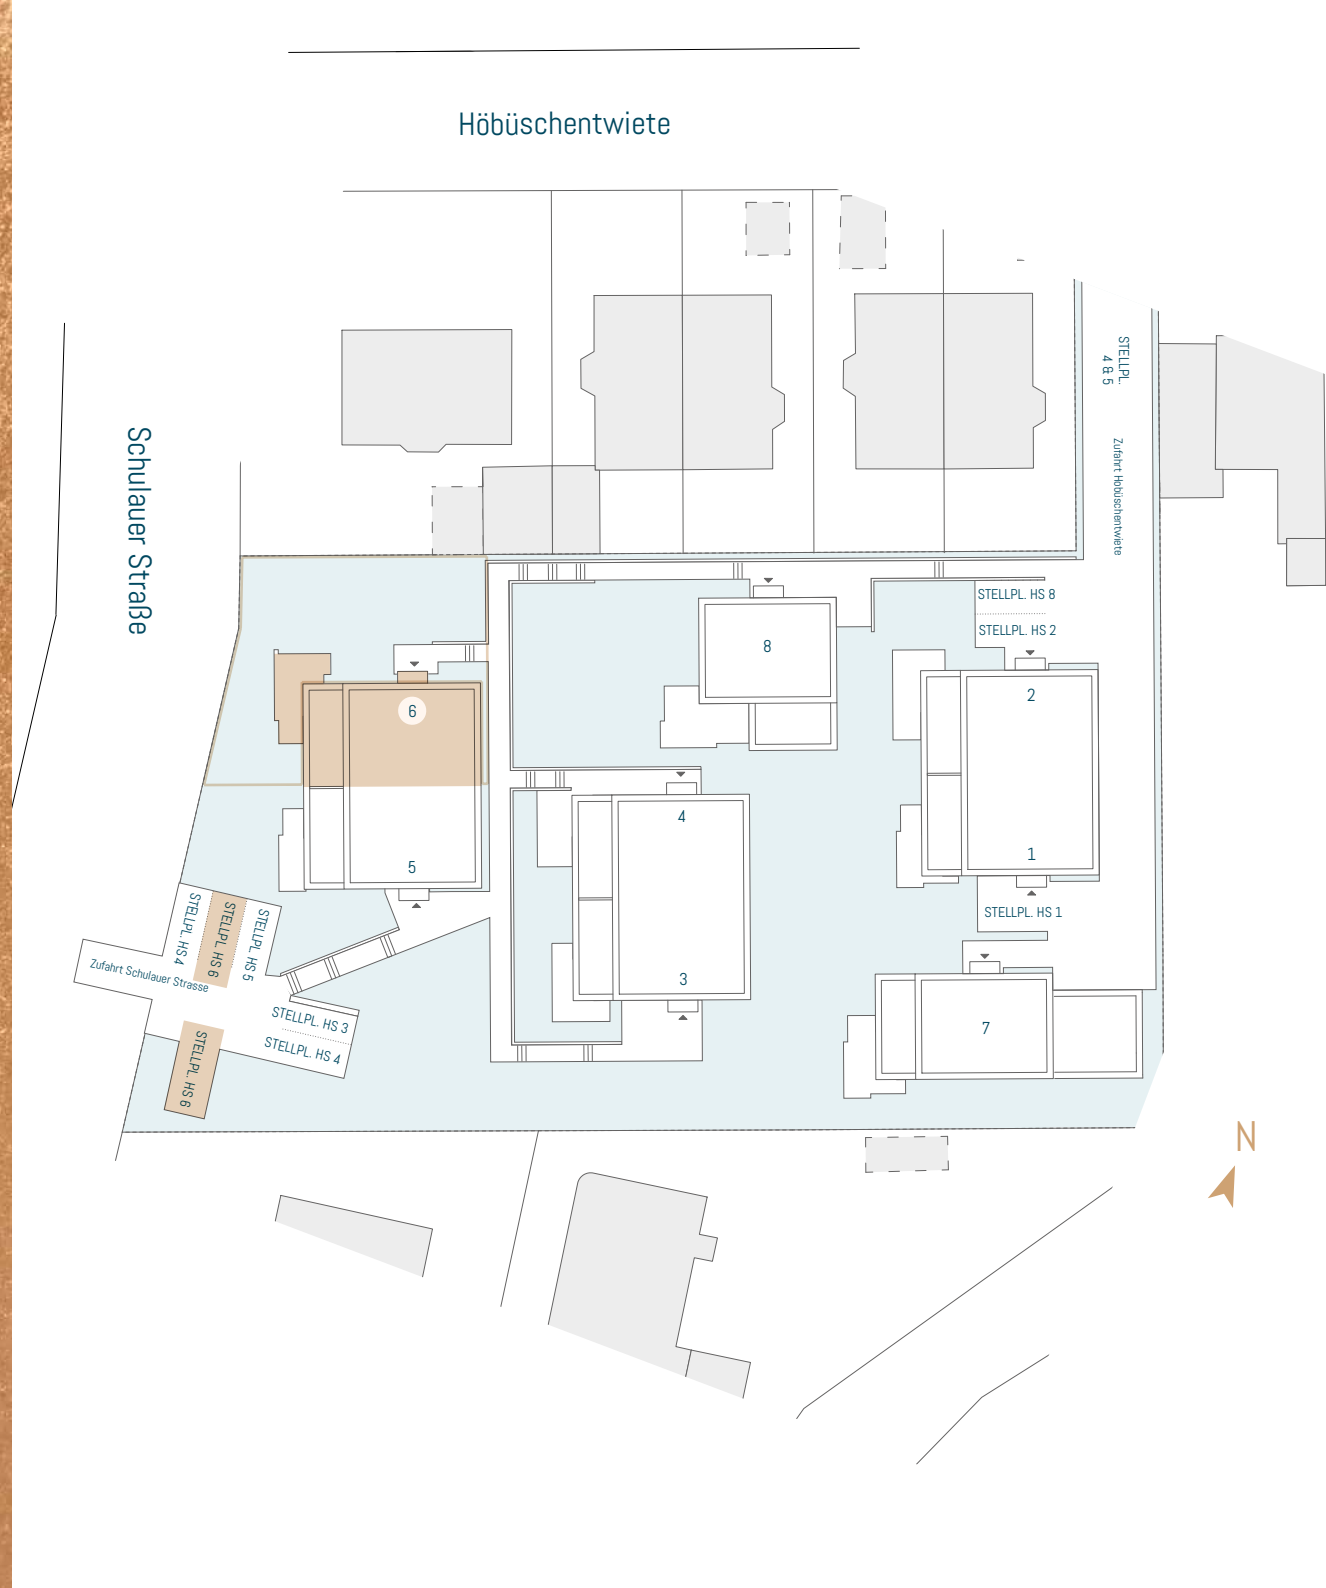 Höbüschentwiete
Schulauer Straße
STELLPL.
4 & 5
Zufahrt Höbüschentwiete
STELLPL. HS 8
STELLPL. HS 2
8
2
6
4
1
5
STELLPL. HS 1
3
7
STELLPL. HS4
STELLPL. HS 6
STELLPL. HS 5
Zufahrt Schulauer Strasse
STELLPL. HS 3
STELLPL. HS 4
STELLPL. HS 6
N